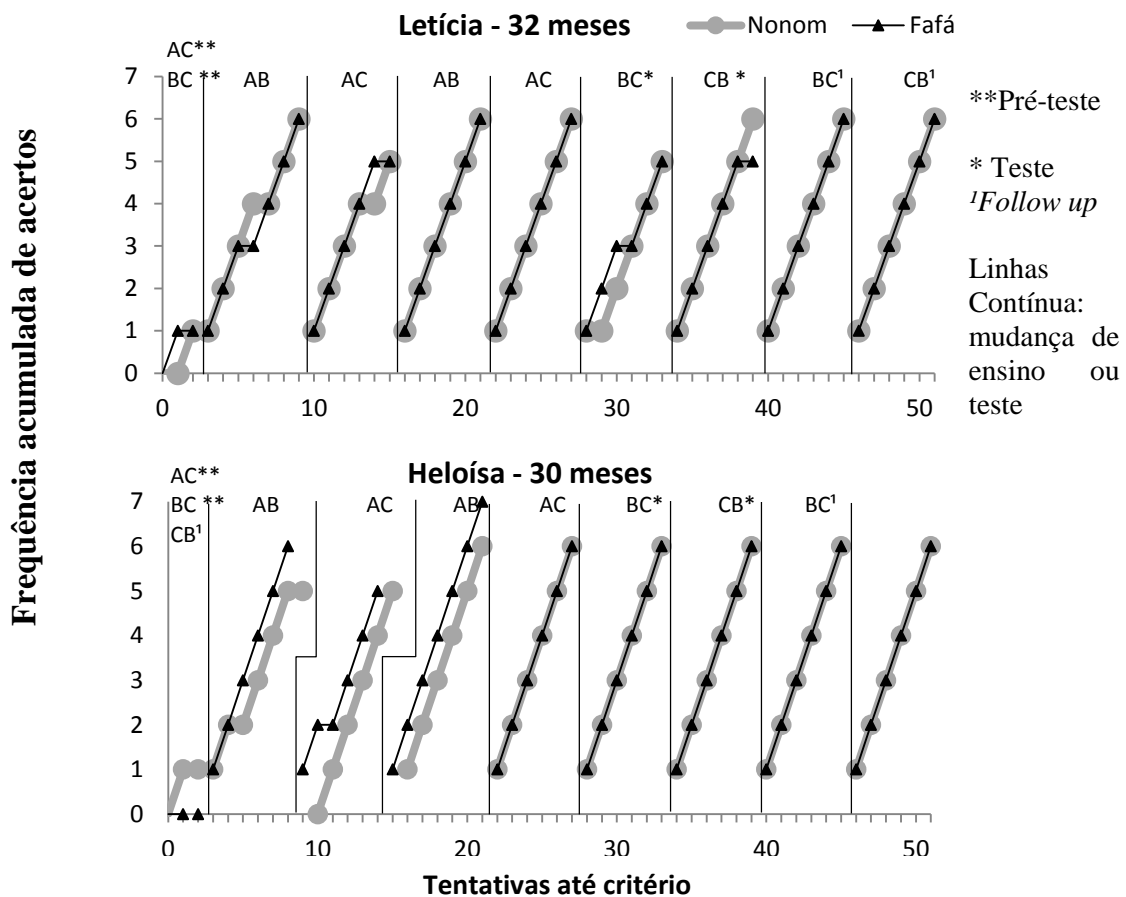 Letícia - 32 meses
Nonom Fafá
AC**
BC ** AB AC AB AC BC* CB * BC¹ CB¹
7
6
5
4
3
2
1
0
0 10 20 30 40 50
**Pré-teste
* Teste
¹Follow up
Linhas
Contínua:
mudança de
ensino ou
teste
Frequência acumulada de acertos
Heloísa - 30 meses
AC**
BC ** AB AC AB AC BC* CB* BC¹
CB¹
7
6
5
4
3
2
1
0
0 10 20 30 40 50
Tentativas até critério